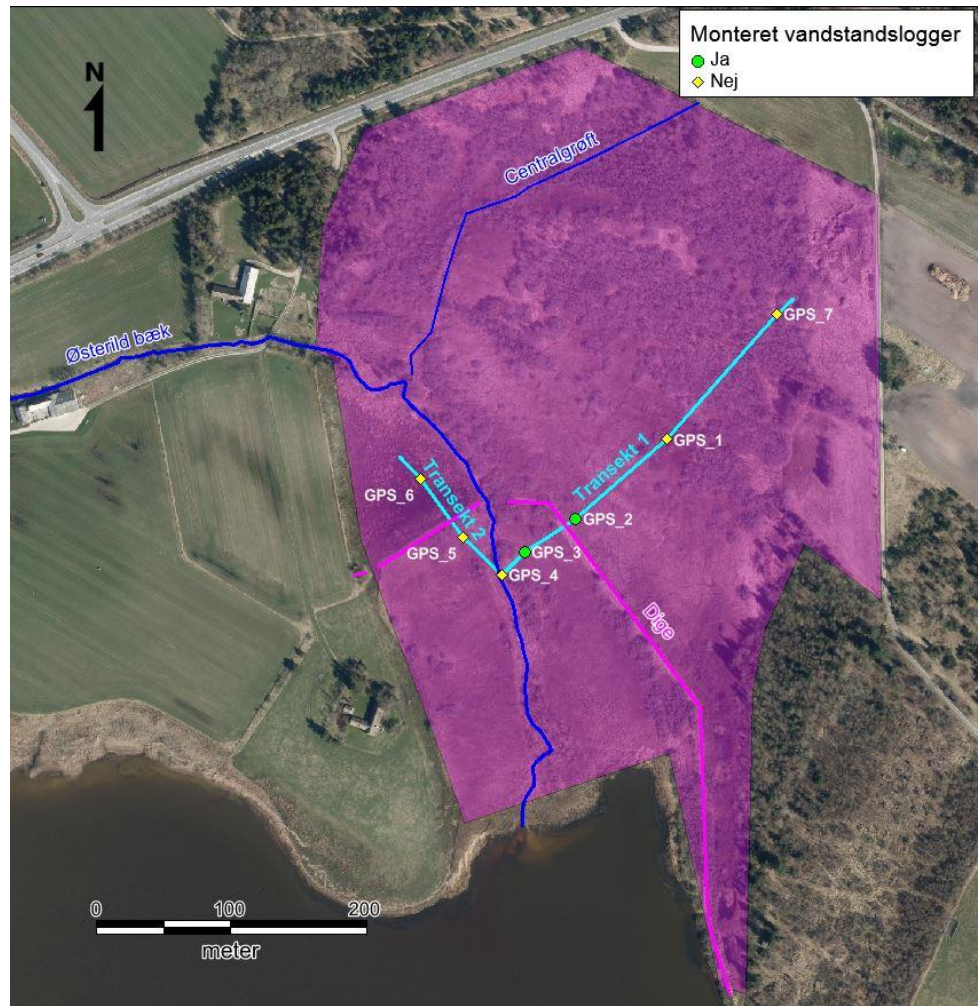 Monteret vandstandslogger
Ja
Nej
N
Centralgrøft
Østerild bæk
GPS_7
GPS_1
Transekt 1
Transekt 2
GPS_6
GPS_2
GPS_5
GPS_3
GPS_4
Dige
0 100 200
meter